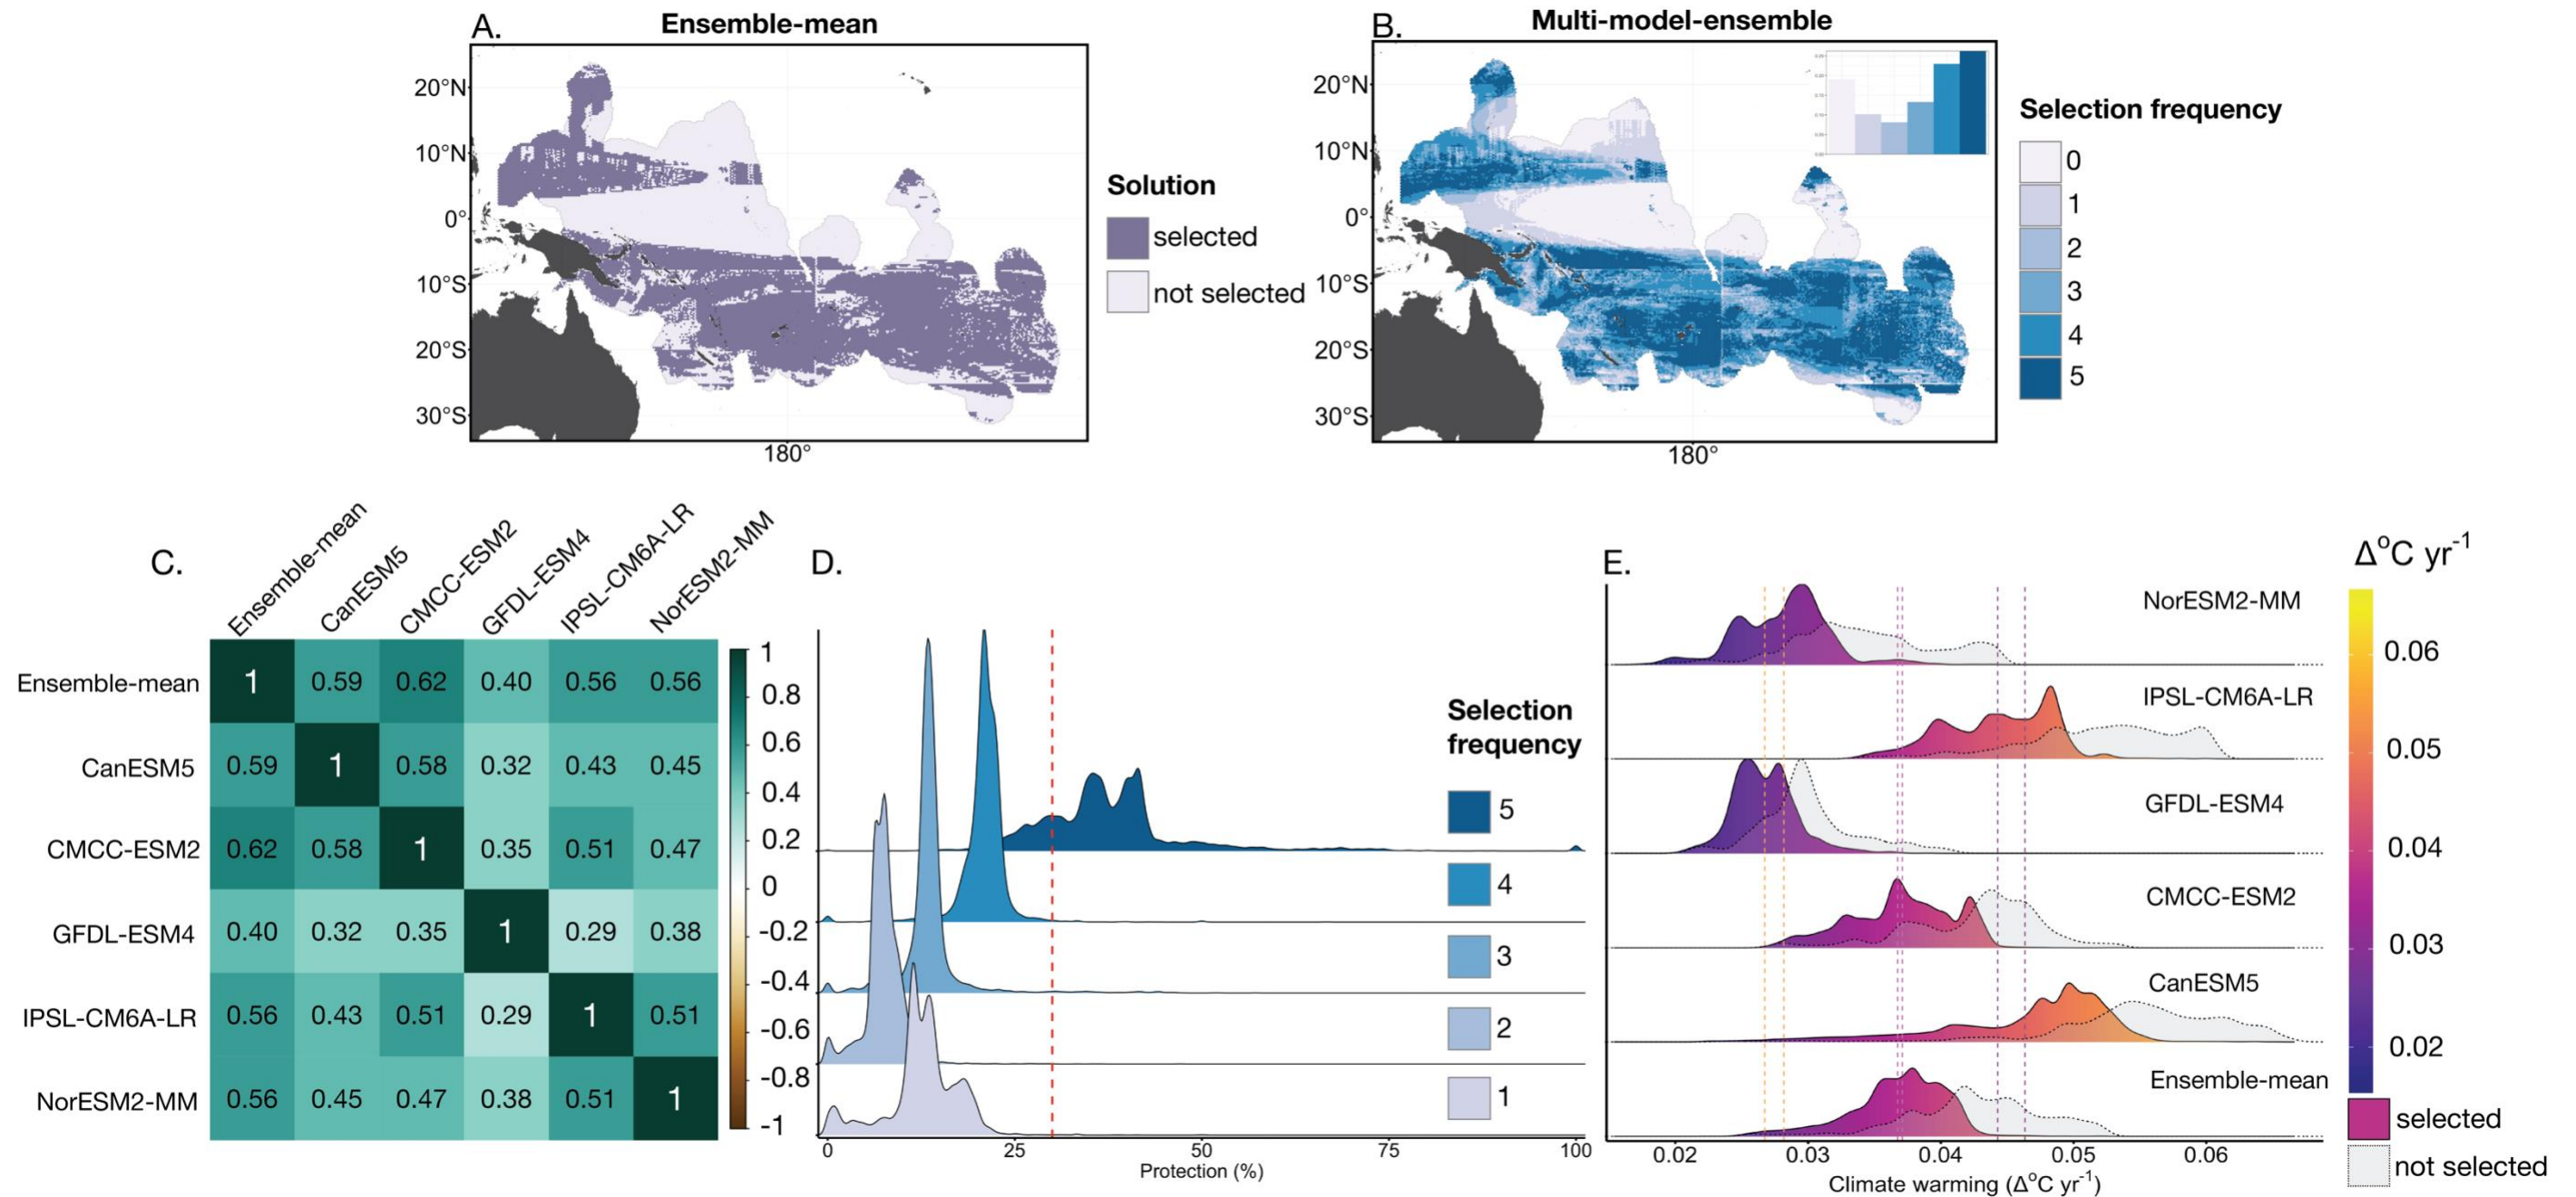 A.
Ensemble-mean
20°N
10°N
0°
10°S
20°S
30°S
180°
Solution
selected
not selected
B.
Multi-model-ensemble
20°N
10°N
0°
10°S
20°S
30°S
180°
Selection frequency
0
1
2
3
4
5
C.
Ensemble-mean
CanESM5
CMCC-ESM2
GFDL-ESM4
IPSL-CM6A-LR
NorESM2-MM
Ensemble-mean 1 0.59 0.62 0.40 0.56 0.56
CanESM5 0.59 1 0.58 0.32 0.43 0.45
CMCC-ESM2 0.62 0.58 1 0.35 0.51 0.47
GFDL-ESM4 0.40 0.32 0.35 1 0.29 0.38
IPSL-CM6A-LR 0.56 0.43 0.51 0.29 1 0.51
NorESM2-MM 0.56 0.45 0.47 0.38 0.51 1
1
0.8
0.6
0.4
0.2
0
-0.2
-0.4
-0.6
-0.8
-1
D.
Selection
frequency
5
4
3
2
1
0 25 50 75 100
Protection (%)
E.
NorESM2-MM
IPSL-CM6A-LR
GFDL-ESM4
CMCC-ESM2
CanESM5
Ensemble-mean
0.02 0.03 0.04 0.05 0.06
Climate warming (Δ°C yr⁻¹)
Δ°C yr⁻¹
0.06
0.05
0.04
0.03
0.02
selected
not selected